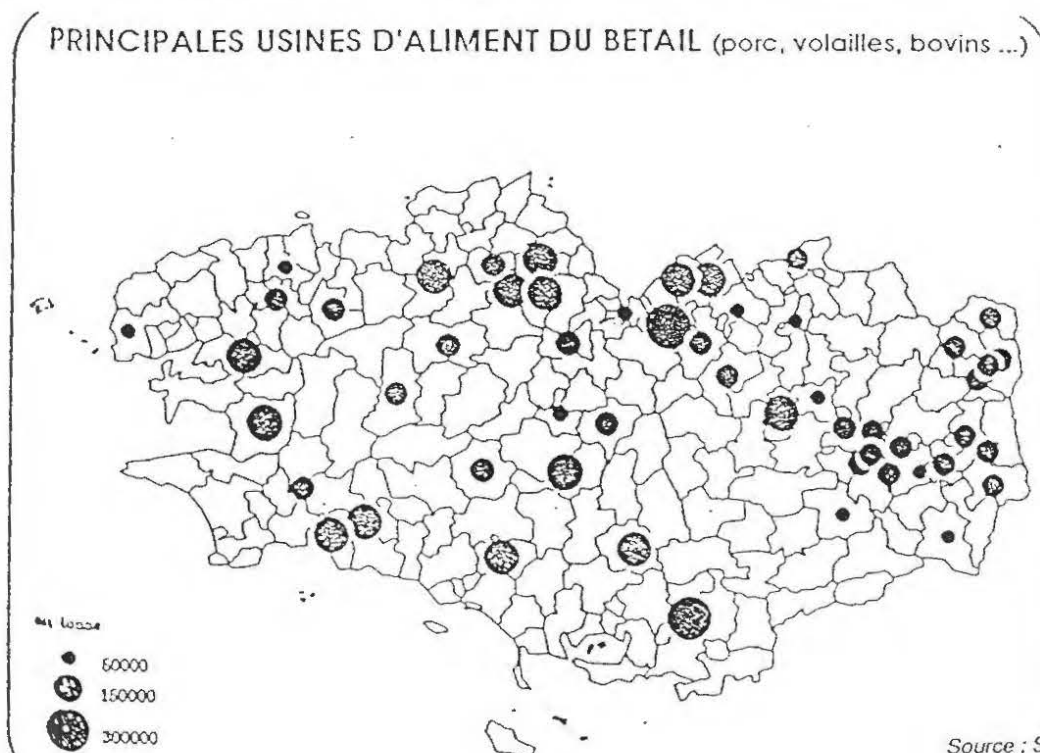 PRINCIPALES USINES D'ALIMENT DU BETAIL (porc, volailles, bovins ...)
60000
150000
300000
Source : S